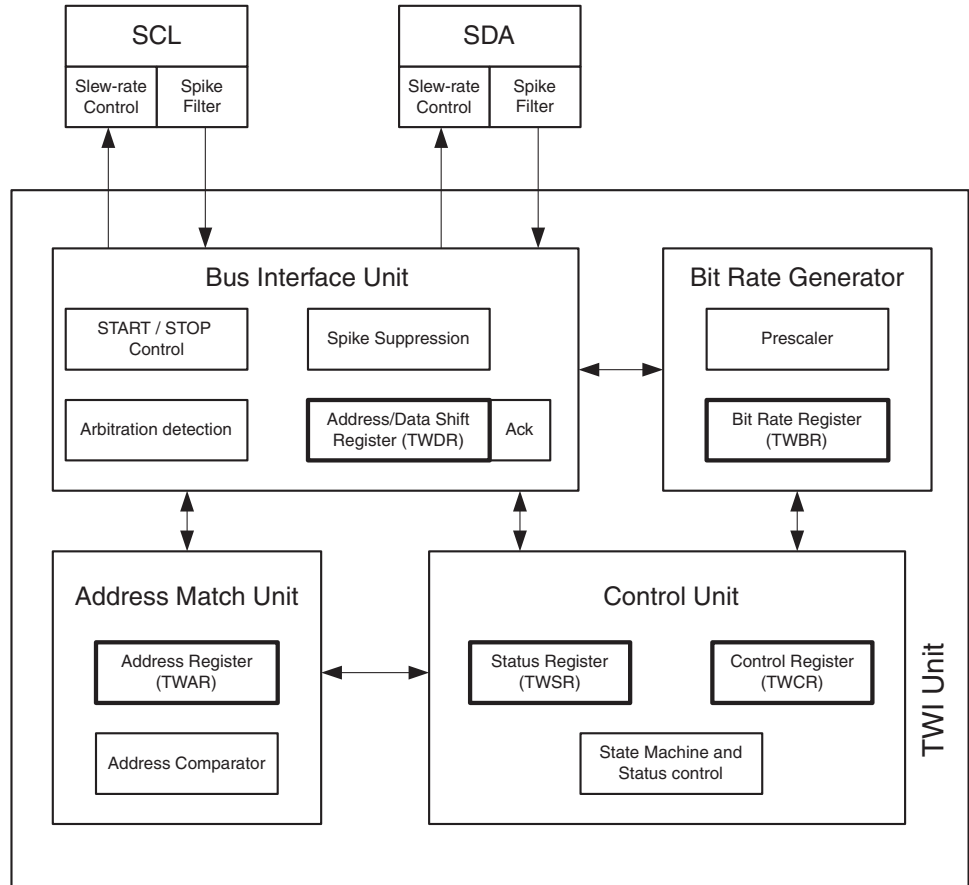 SCL
Slew-rate
Control
Spike
Filter
SDA
Slew-rate
Control
Spike
Filter
Bus Interface Unit
START / STOP
Control
Spike Suppression
Arbitration detection
Address/Data Shift
Register (TWDR)
Ack
Bit Rate Generator
Prescaler
Bit Rate Register
(TWBR)
Address Match Unit
Address Register
(TWAR)
Address Comparator
Control Unit
Status Register
(TWSR)
Control Register
(TWCR)
State Machine and
Status control
TWI Unit